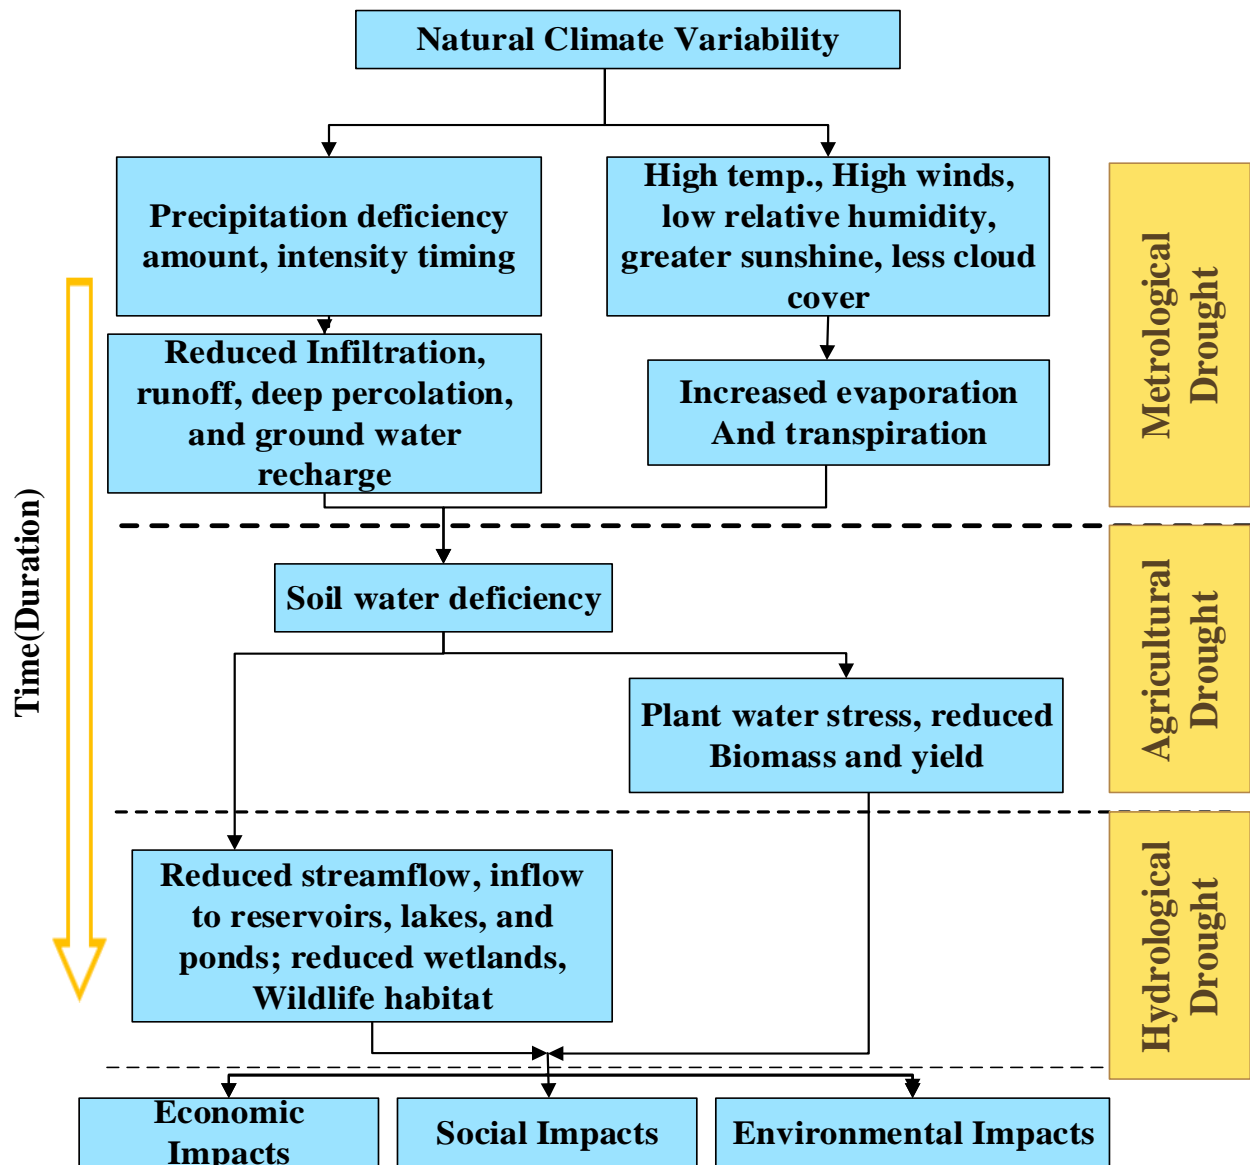 Natural Climate Variability
Precipitation deficiency
amount, intensity timing
High temp., High winds,
low relative humidity,
greater sunshine, less cloud
cover
Metrological
Drought
Reduced Infiltration,
runoff, deep percolation,
and ground water
recharge
Increased evaporation
And transpiration
Time(Duration)
Soil water deficiency
Agricultural
Drought
Plant water stress, reduced
Biomass and yield
Reduced streamflow, inflow
to reservoirs, lakes, and
ponds; reduced wetlands,
Wildlife habitat
Hydrological
Drought
Economic
Impacts
Social Impacts
Environmental Impacts